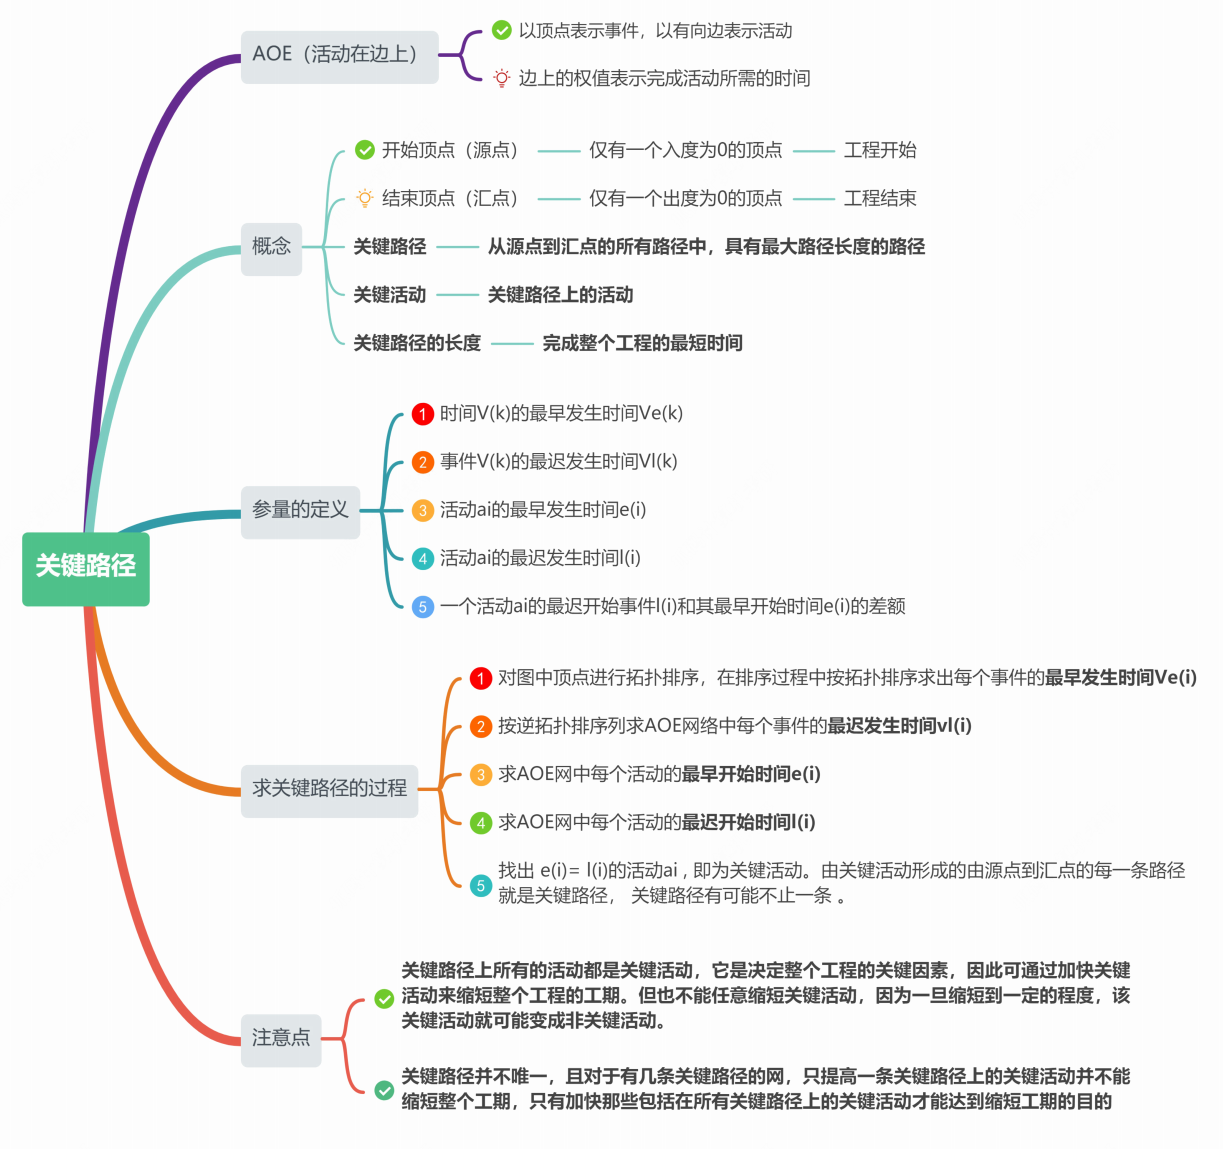 AOE（活动在边上）
以顶点表示事件，以有向边表示活动
边上的权值表示完成活动所需的时间
概念
开始顶点（源点）
仅有一个入度为0的顶点
工程开始
结束顶点（汇点）
仅有一个出度为0的顶点
工程结束
关键路径
从源点到汇点的所有路径中，具有最大路径长度的路径
关键活动
关键路径上的活动
关键路径的长度
完成整个工程的最短时间
参量的定义
1 时间V(k)的最早发生时间Ve(k)
2 事件V(k)的最迟发生时间Vl(k)
3 活动ai的最早发生时间e(i)
4 活动ai的最迟发生时间l(i)
5 一个活动ai的最迟开始事件l(i)和其最早开始时间e(i)的差额
关键路径
求关键路径的过程
1 对图中顶点进行拓扑排序，在排序过程中按拓扑排序求出每个事件的最早发生时间Ve(i)
2 按逆拓扑排序列求AOE网络中每个事件的最迟发生时间vl(i)
3 求AOE网中每个活动的最早开始时间e(i)
4 求AOE网中每个活动的最迟开始时间l(i)
5 找出 e(i)= l(i)的活动ai , 即为关键活动。由关键活动形成的由源点到汇点的每一条路径
就是关键路径， 关键路径有可能不止一条 。
注意点
关键路径上所有的活动都是关键活动，它是决定整个工程的关键因素，因此可通过加快关键
活动来缩短整个工程的工期。但也不能任意缩短关键活动，因为一旦缩短到一定的程度，该
关键活动就可能变成非关键活动。
关键路径并不唯一，且对于有几条关键路径的网，只提高一条关键路径上的关键活动并不能
缩短整个工期，只有加快那些包括在所有关键路径上的关键活动才能达到缩短工期的目的